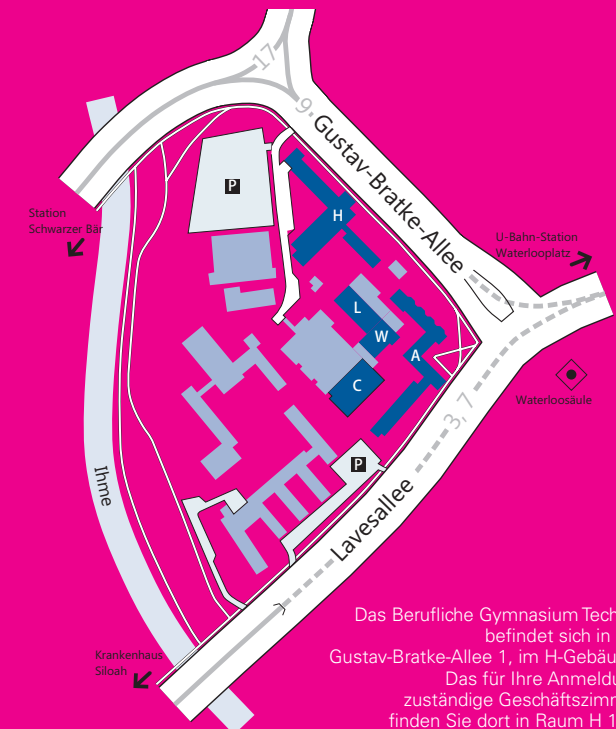 17
9,
Gustav-Bratke-Allee
P
H
Station
Schwarzer Bär
U-Bahn-Station
Waterlooplatz
L
W
A
C
Waterloosäule
3, 7
P
Ihme
Lavesallee
Das Berufliche Gymnasium Tech
befindet sich in
Gustav-Bratke-Allee 1, im H-Gebäu
Das für Ihre Anmeldu
zuständige Geschäftszimm
finden Sie dort in Raum H 1
Krankenhaus
Siloah